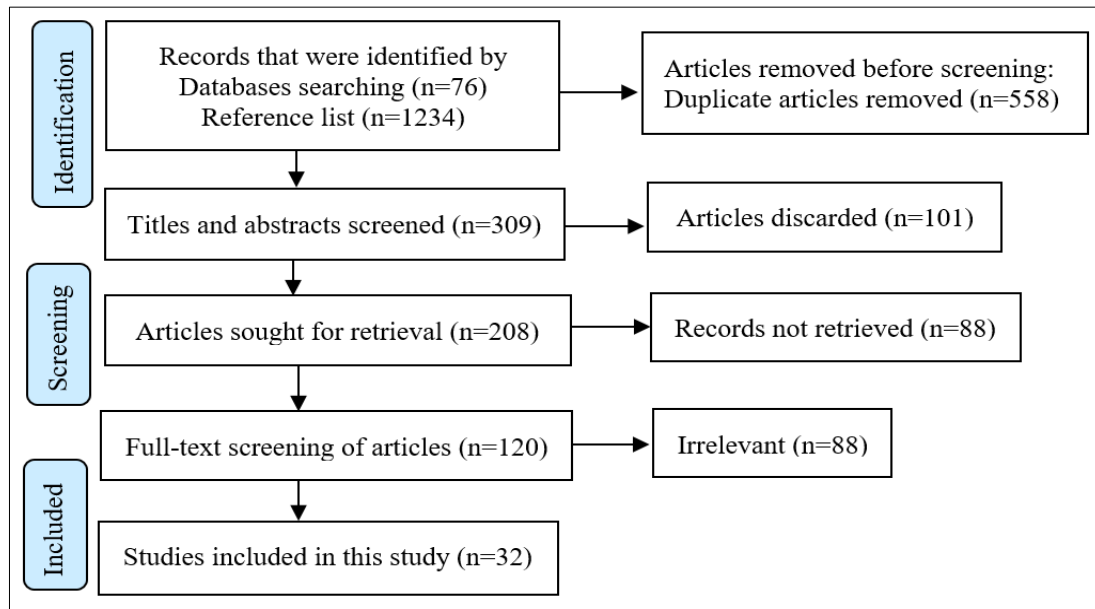 Identification
Records that were identified by
Databases searching (n=76)
Reference list (n=1234)
Articles removed before screening:
Duplicate articles removed (n=558)
Titles and abstracts screened (n=309)
Articles discarded (n=101)
Screening
Articles sought for retrieval (n=208)
Records not retrieved (n=88)
Full-text screening of articles (n=120)
Irrelevant (n=88)
Included
Studies included in this study (n=32)